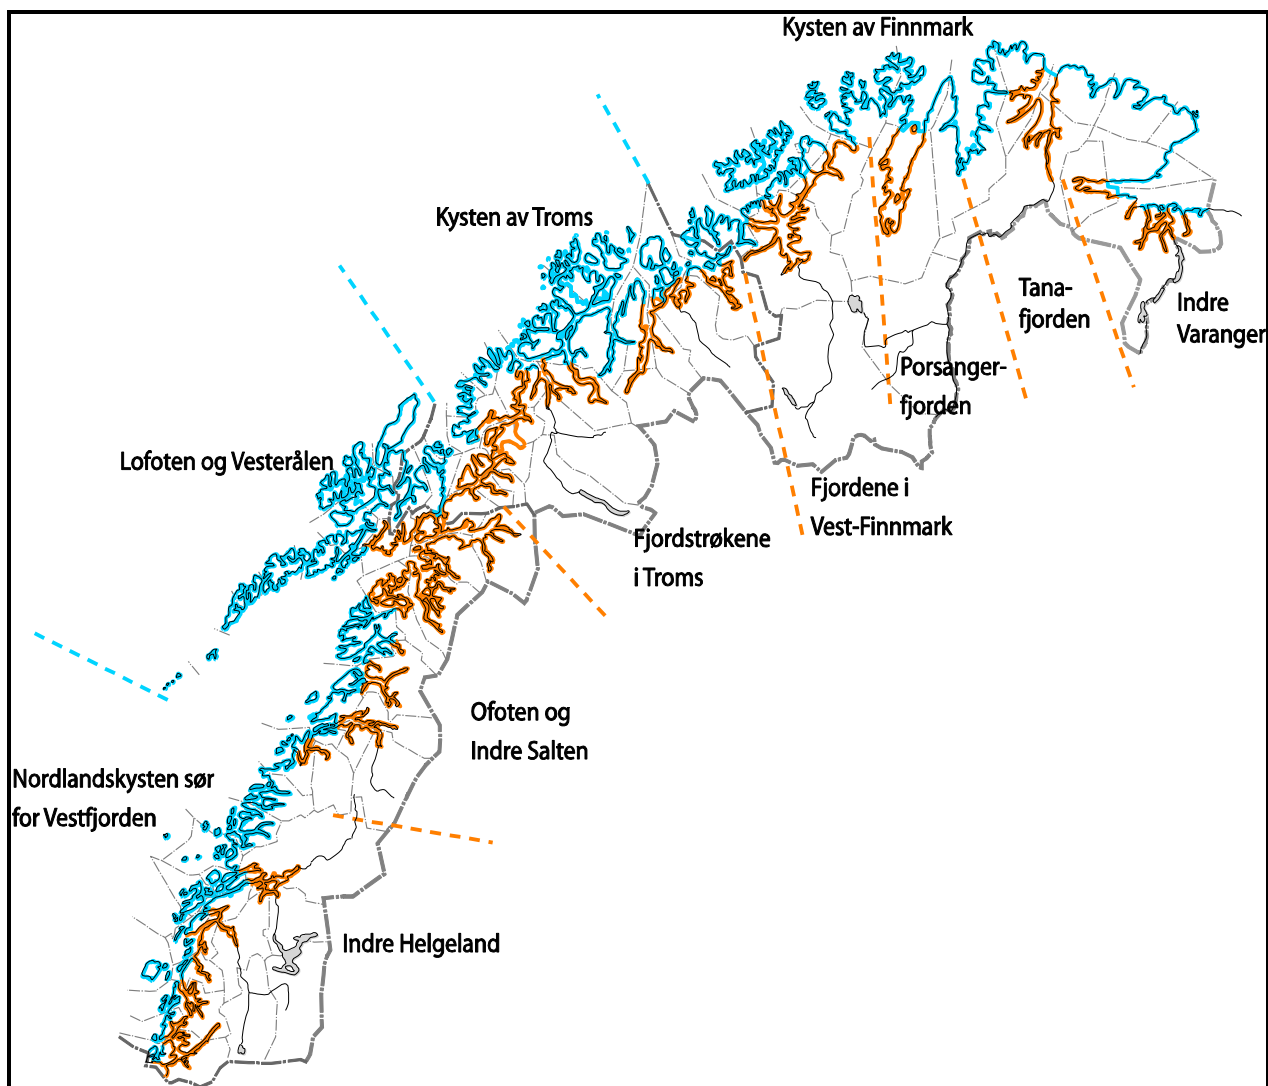 Kysten av Finnmark
Kysten av Troms
Tana-
fjorden
Indre
Varanger
Porsanger-
fjorden
Lofoten og Vesterålen
Fjordene i
Vest-Finnmark
Fjordstrøkene
i Troms
Ofoten og
Indre Salten
Nordlandskysten sør
for Vestfjorden
Indre Helgeland